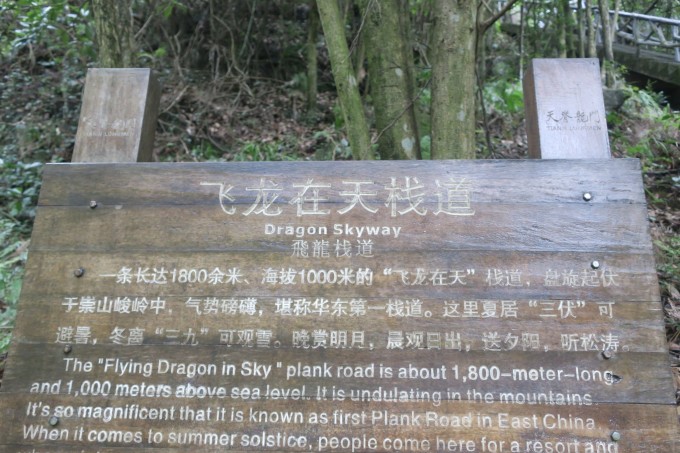 天脊龍門
飞龙在天栈道
Dragon Skyway
飛龍栈道
一条长达1800余米、海拔1000米的“飞龙在天”栈道，盘旋起伏
于崇山峻岭中，气势磅礴，堪称华东第一栈道。这里夏居“三伏”可
避暑，冬离“三九”可观雪。晚赏明月，晨观日出，送夕阳，听松涛。
The "Flying Dragon in Sky " plank road is about 1,800-meter-long
and 1,000 meters above sea level. It is undulating in the mountains
It's so magnificent that it is known as first Plank Road in East China
When it comes to summer solstice, people come here for a resort and